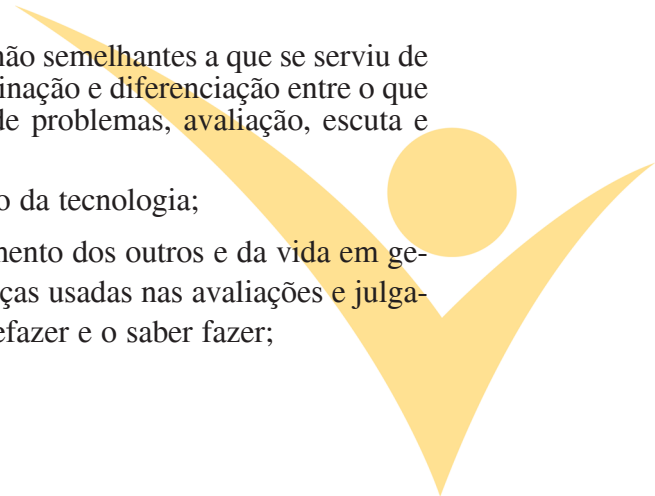 não semelhantes a que se serviu de
inação e diferenciação entre o que
de problemas, avaliação, escuta e
o da tecnologia;
mento dos outros e da vida em ge-
ças usadas nas avaliações e julga-
efazer e o saber fazer;